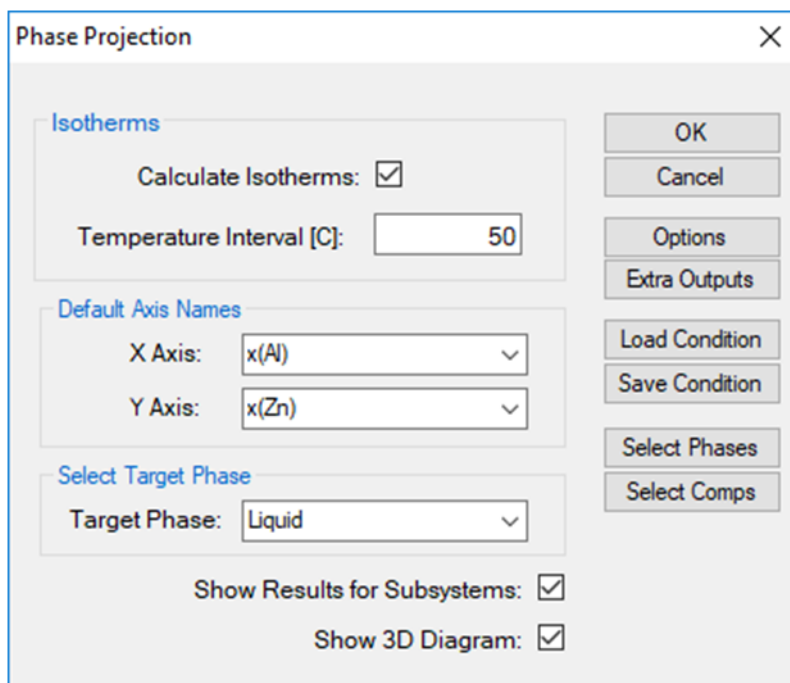 Phase Projection
Isotherms
Calculate Isotherms:
Temperature Interval [C]: 50
Default Axis Names
X Axis: x(Al)
Y Axis: x(Zn)
Select Target Phase
Target Phase: Liquid
Show Results for Subsystems:
Show 3D Diagram:
OK
Cancel
Options
Extra Outputs
Load Condition
Save Condition
Select Phases
Select Comps